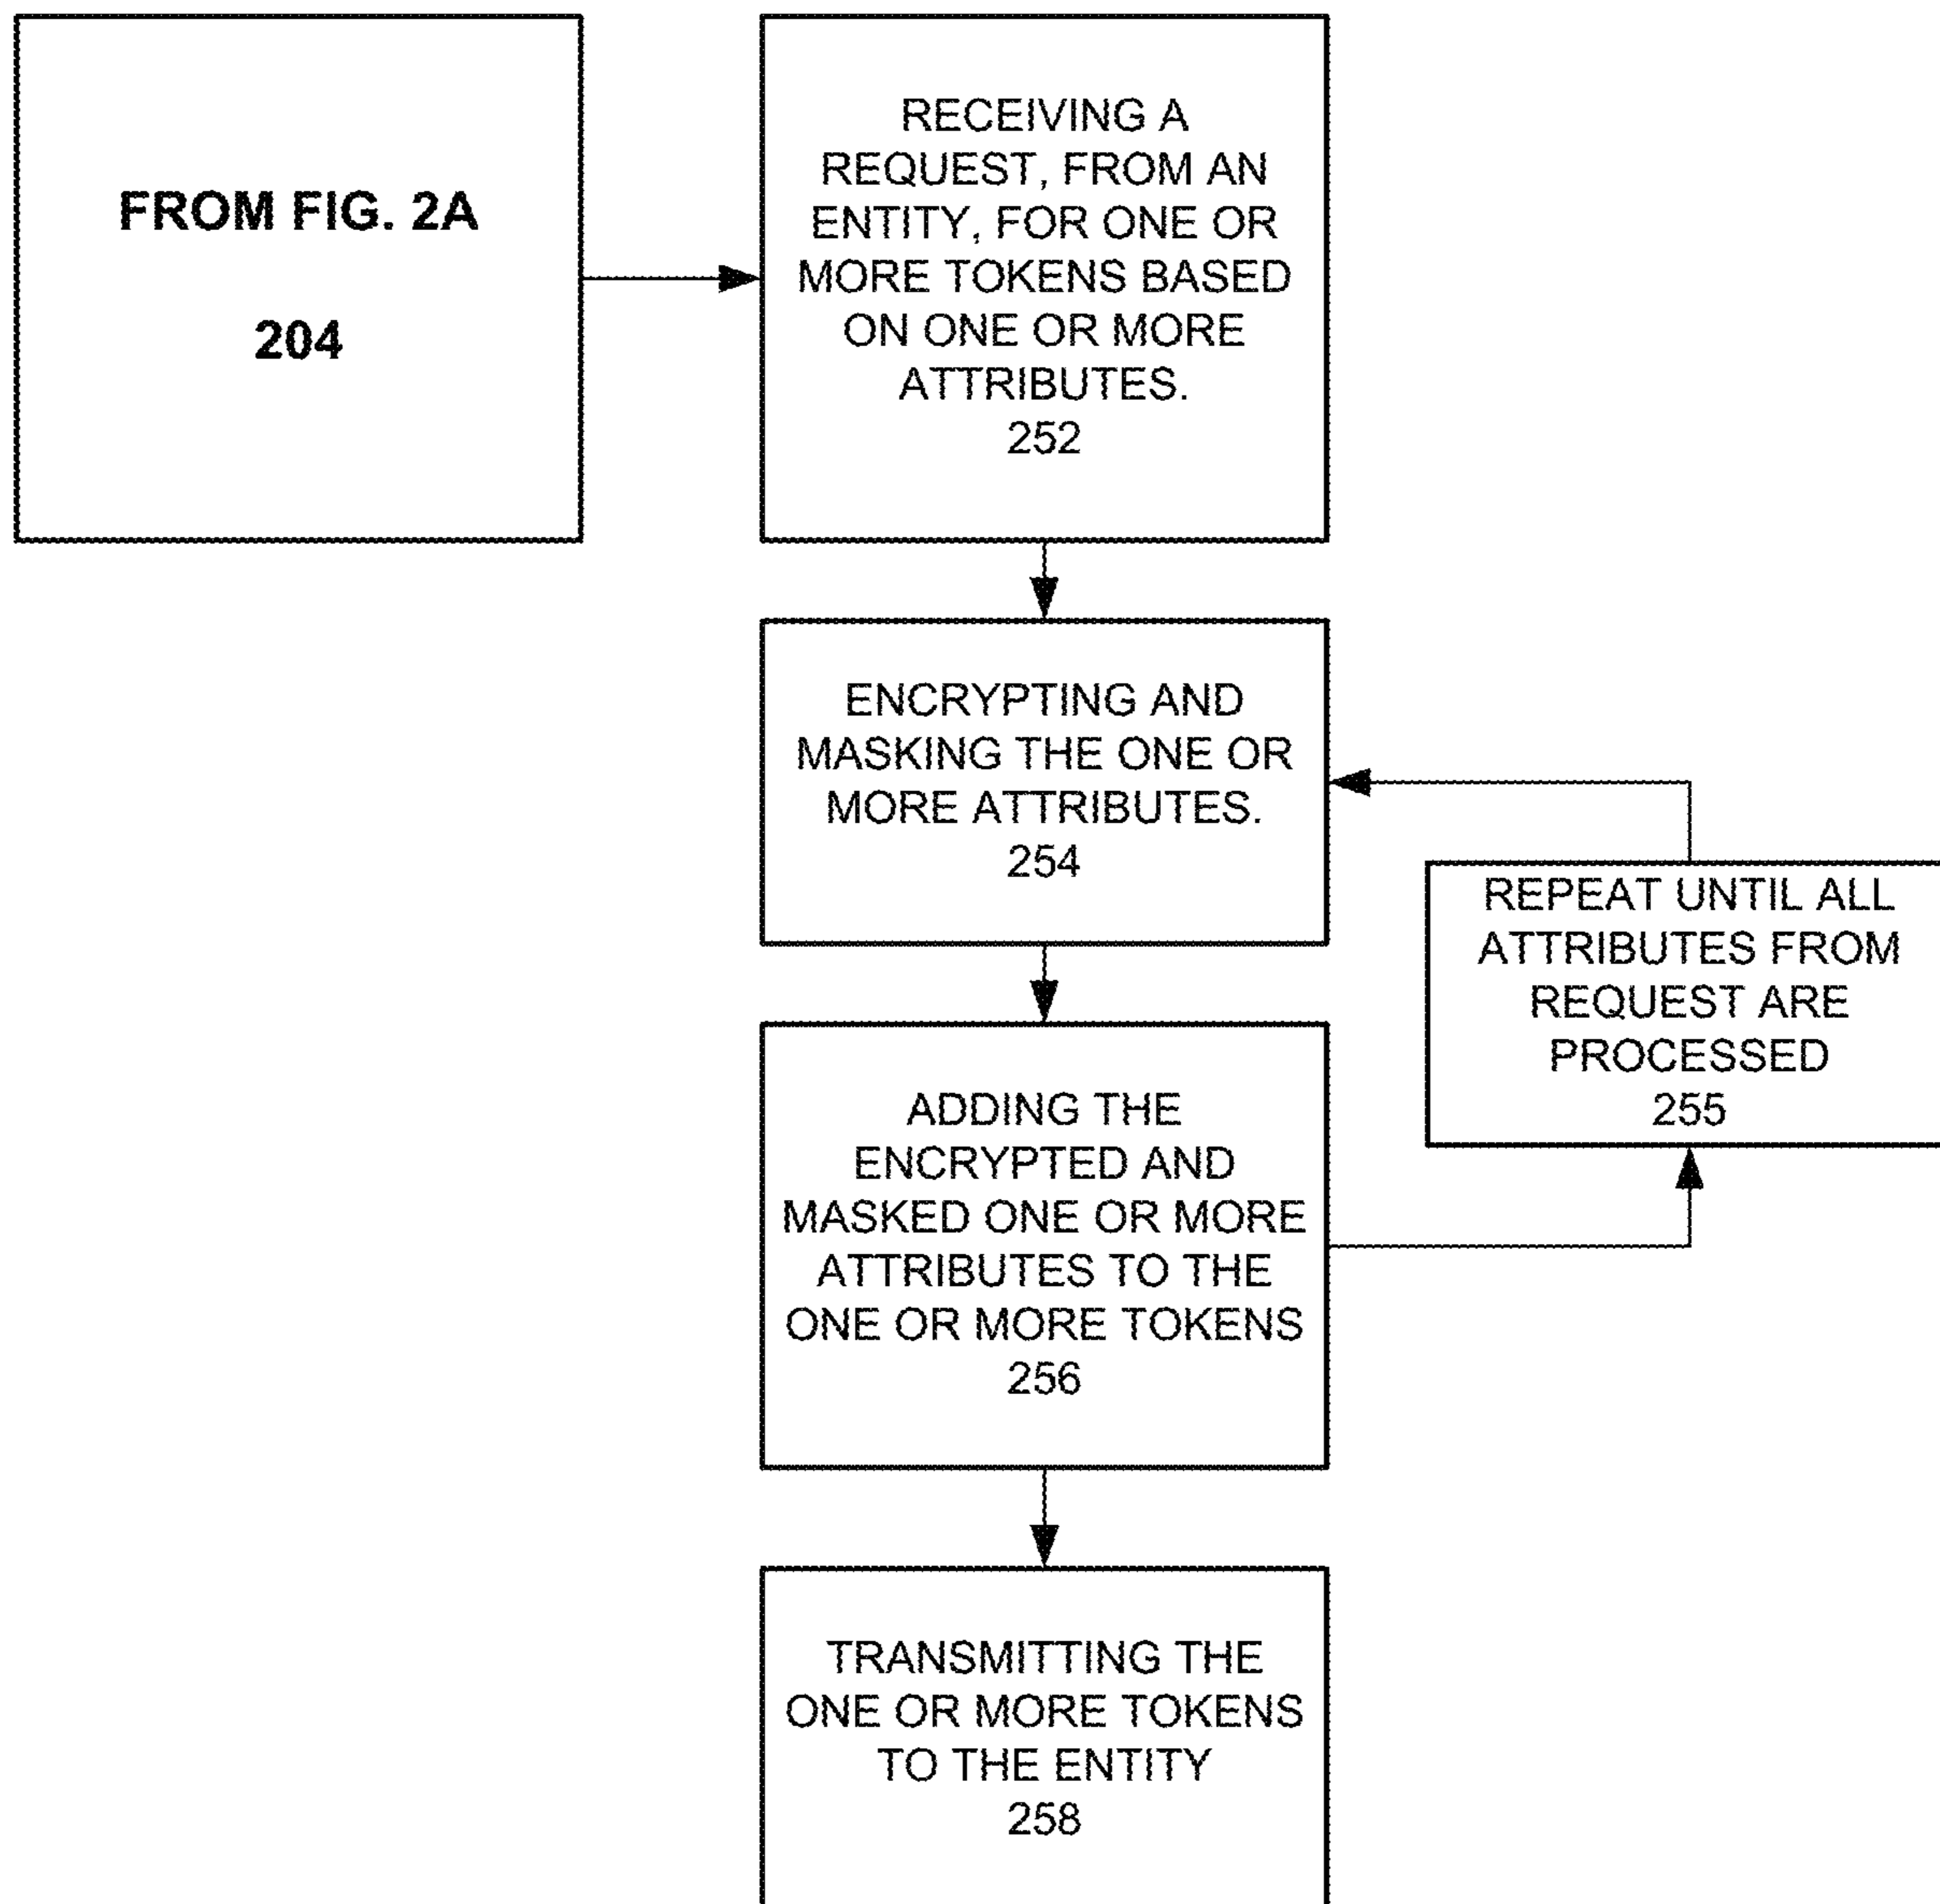 FROM FIG. 2A
204
RECEIVING A
REQUEST, FROM AN
ENTITY, FOR ONE OR
MORE TOKENS BASED
ON ONE OR MORE
ATTRIBUTES.
252
ENCRYPTING AND
MASKING THE ONE OR
MORE ATTRIBUTES.
254
REPEAT UNTIL ALL
ATTRIBUTES FROM
REQUEST ARE
PROCESSED
255
ADDING THE
ENCRYPTED AND
MASKED ONE OR MORE
ATTRIBUTES TO THE
ONE OR MORE TOKENS
256
TRANSMITTING THE
ONE OR MORE TOKENS
TO THE ENTITY
258